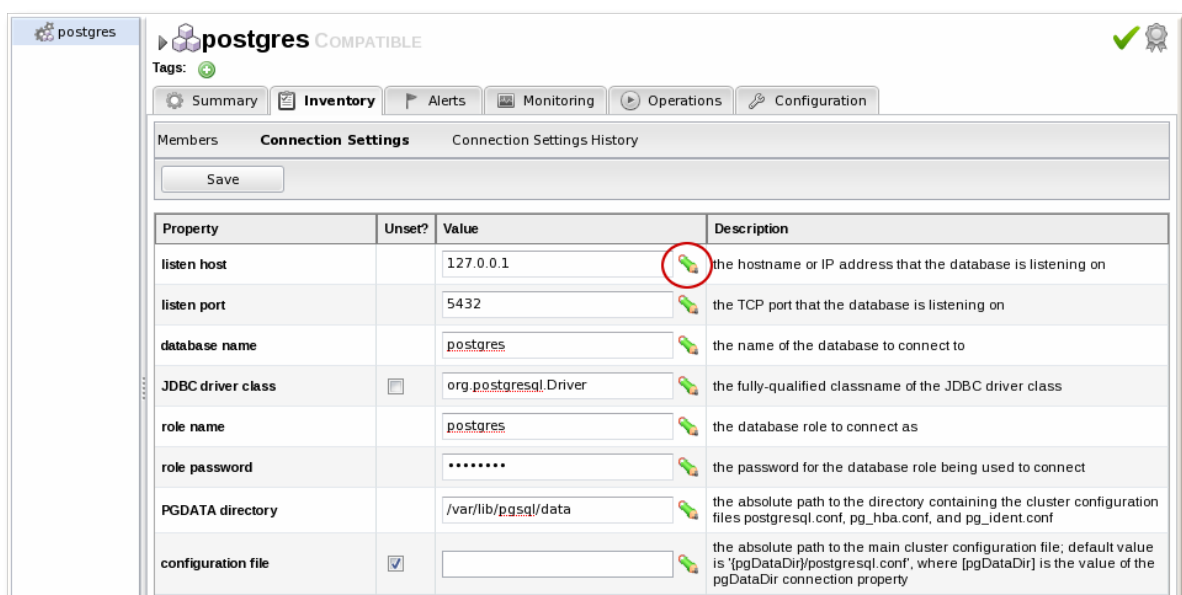 postgres
postgres COMPATIBLE
Tags:
Summary Inventory Alerts Monitoring Operations Configuration
Members Connection Settings Connection Settings History
Save
Property Unset? Value Description
listen host 127.0.0.1 the hostname or IP address that the database is listening on
listen port 5432 the TCP port that the database is listening on
database name postgres the name of the database to connect to
JDBC driver class org.postgresql.Driver the fully-qualified classname of the JDBC driver class
role name postgres the database role to connect as
role password •••••••• the password for the database role being used to connect
PGDATA directory /var/lib/pgsql/data the absolute path to the directory containing the cluster configuration
files postgresql.conf, pg_hba.conf, and pg_ident.conf
configuration file the absolute path to the main cluster configuration file; default value
is '{pgDataDir}/postgresql.conf', where [pgDataDir] is the value of the
pgDataDir connection property